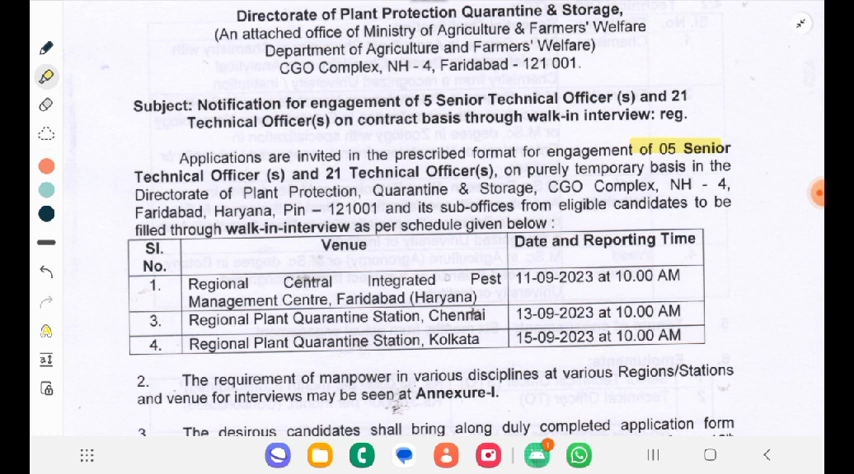 Directorate of Plant Protection Quarantine & Storage,
(An attached office of Ministry of Agriculture & Farmers' Welfare
Department of Agriculture and Farmers' Welfare)
CGO Complex, NH - 4, Faridabad - 121 001.
Subject: Notification for engagement of 5 Senior Technical Officer (s) and 21
Technical Officer(s) on contract basis through walk-in interview: reg.
Applications are invited in the prescribed format for engagement of 05 Senior
Technical Officer (s) and 21 Technical Officer(s), on purely temporary basis in the
Directorate of Plant Protection, Quarantine & Storage, CGO Complex, NH - 4,
Faridabad, Haryana, Pin – 121001 and its sub-offices from eligible candidates to be
filled through walk-in-interview as per schedule given below :
Sl. No. Venue Date and Reporting Time
1. Regional Central Integrated Pest 11-09-2023 at 10.00 AM
Management Centre, Faridabad (Haryana)
3. Regional Plant Quarantine Station, Chennai 13-09-2023 at 10.00 AM
4. Regional Plant Quarantine Station, Kolkata 15-09-2023 at 10.00 AM
2. The requirement of manpower in various disciplines at various Regions/Stations
and venue for interviews may be seen at Annexure-I.
3. The desirous candidates shall bring along duly completed application form